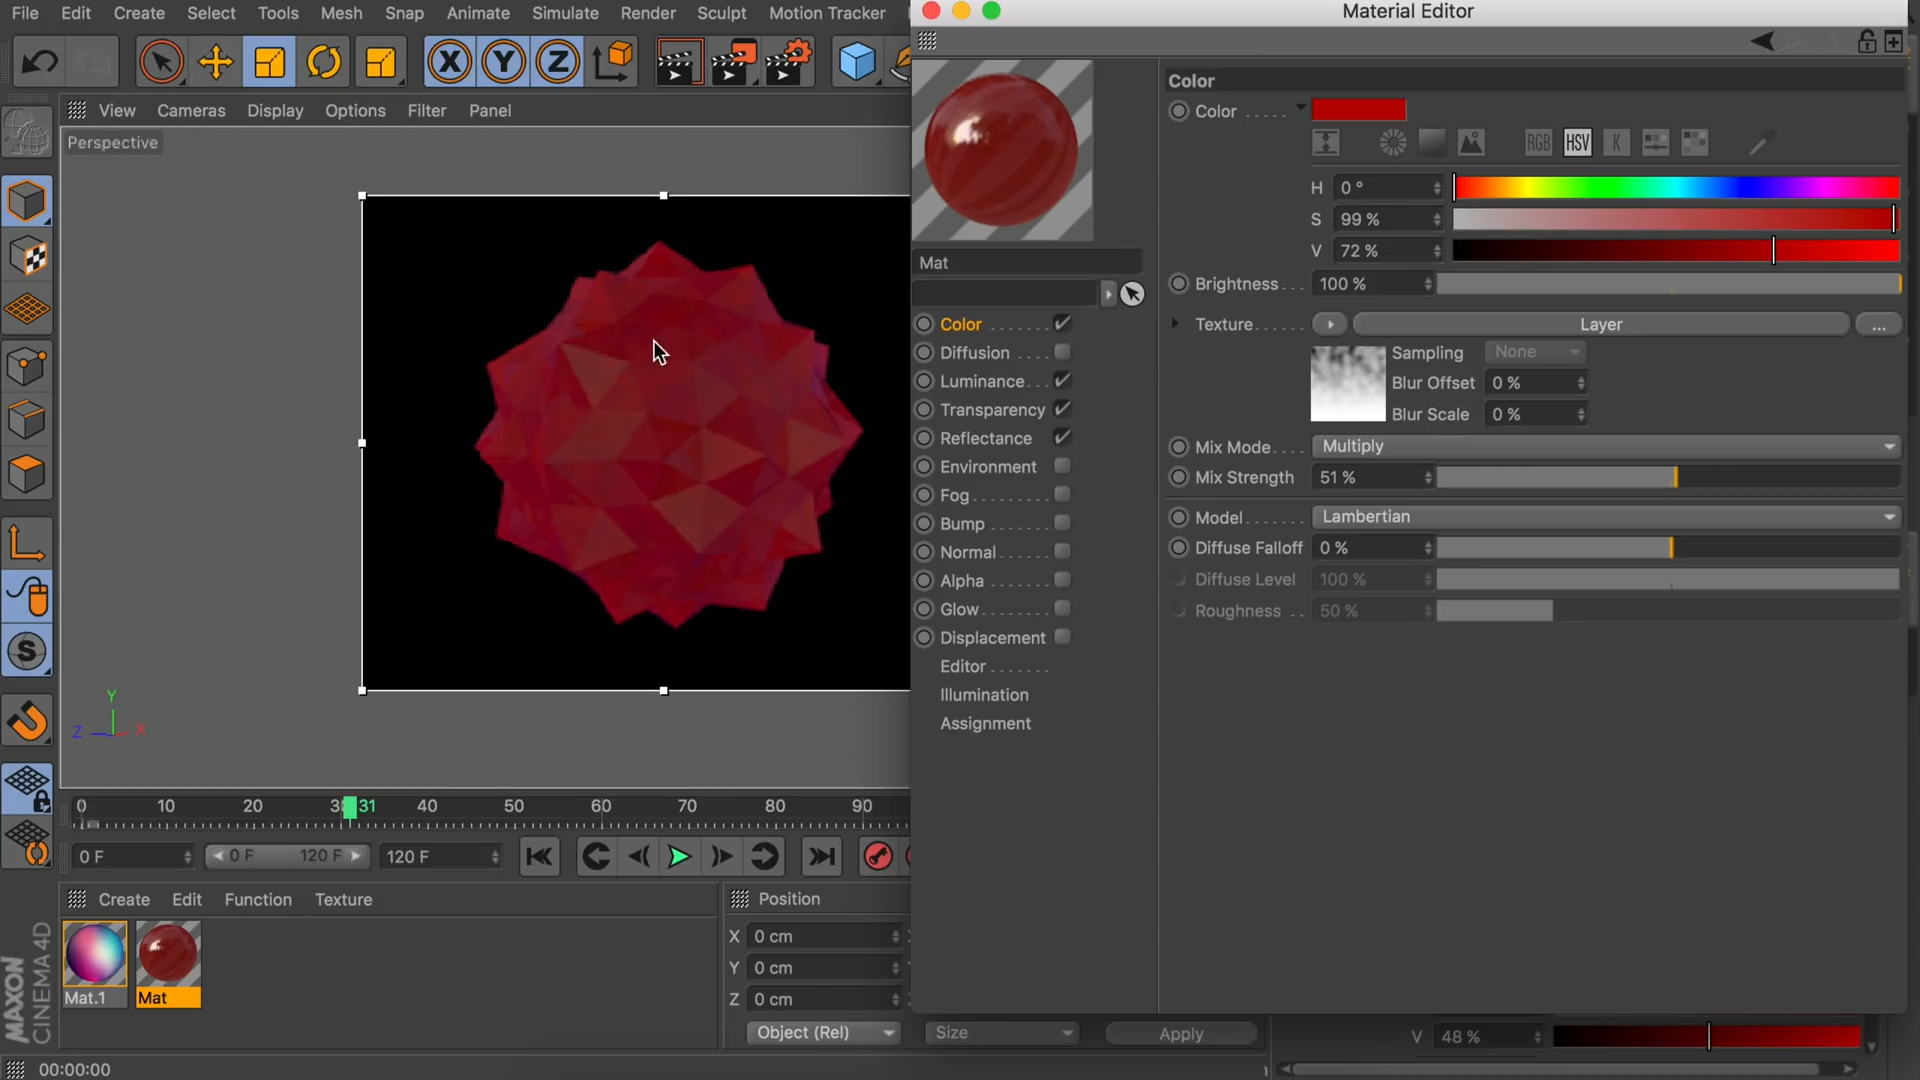 File Edit Create Select Tools Mesh Snap Animate Simulate Render Sculpt Motion Tracker
Material Editor
X Y Z
View Cameras Display Options Filter Panel
Perspective
Color
Color
RGB HSV K
H 0 °
S 99 %
V 72 %
Mat
Brightness 100 %
Texture Layer ...
Sampling None
Blur Offset 0 %
Blur Scale 0 %
Mix Mode Multiply
Mix Strength 51 %
Model Lambertian
Diffuse Falloff 0 %
Diffuse Level 100 %
Roughness 50 %
Color
Diffusion
Luminance
Transparency
Reflectance
Environment
Fog
Bump
Normal
Alpha
Glow
Displacement
Editor
Illumination
Assignment
S
Y
Z X
0 10 20 31 40 50 60 70 80 90
0 F 0 F 120 F 120 F
Create Edit Function Texture
Position
Mat.1 Mat
X 0 cm
Y 0 cm
Z 0 cm
Object (Rel) Size Apply
V 48 %
MAXON
CINEMA 4D
00:00:00